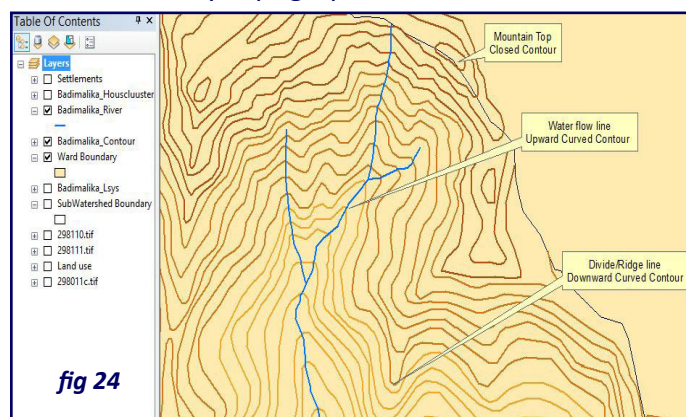 Table Of Contents
Layers
Settlements
Badimalika_Houscluuster
Badimalika_River
Badimalika_Contour
Ward Boundary
Badimalika_Lsys
SubWatershed Boundary
298110.tif
298111.tif
Land use
298011c.tif
fig 24
Mountain Top
Closed Contour
Water flow line
Upward Curved Contour
Divide/Ridge line
Downward Curved Contour